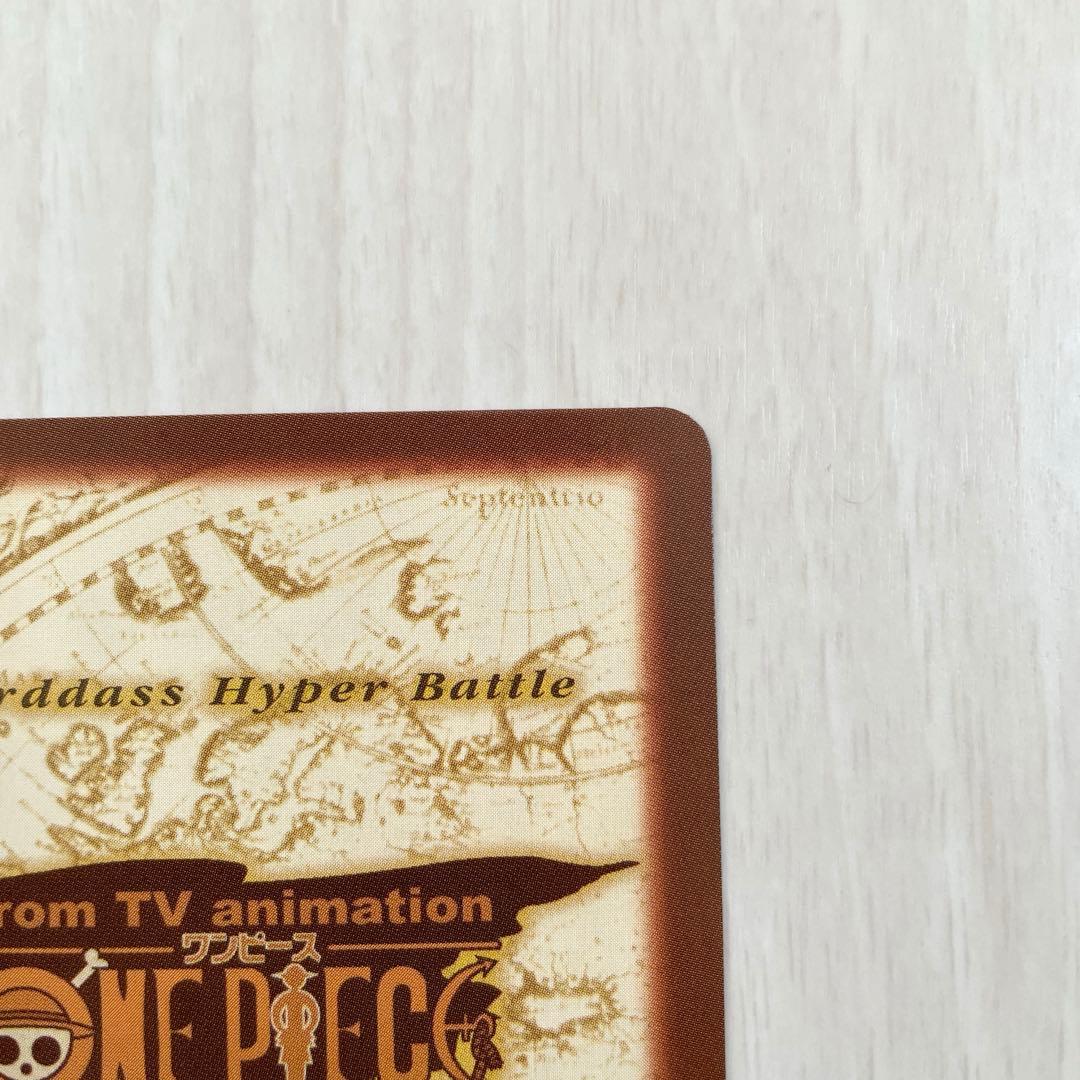 Septentrio
rddass Hyper Battle
rom TV animation
ワンピース
ONE PIECE